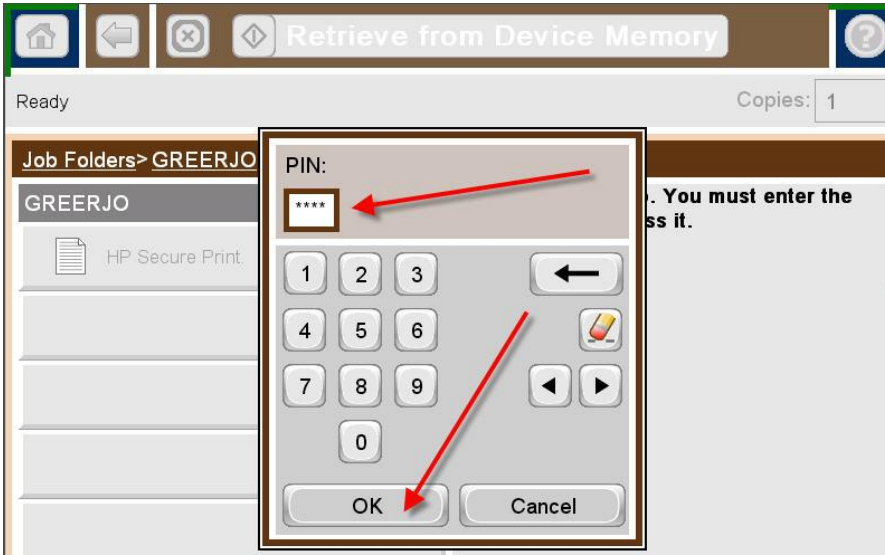 Retrieve from Device Memory
Ready
Copies: 1
Job Folders> GREERJO
GREERJO
HP Secure Print.
. You must enter the
ss it.
PIN:
****
1 2 3
4 5 6
7 8 9
0
OK Cancel